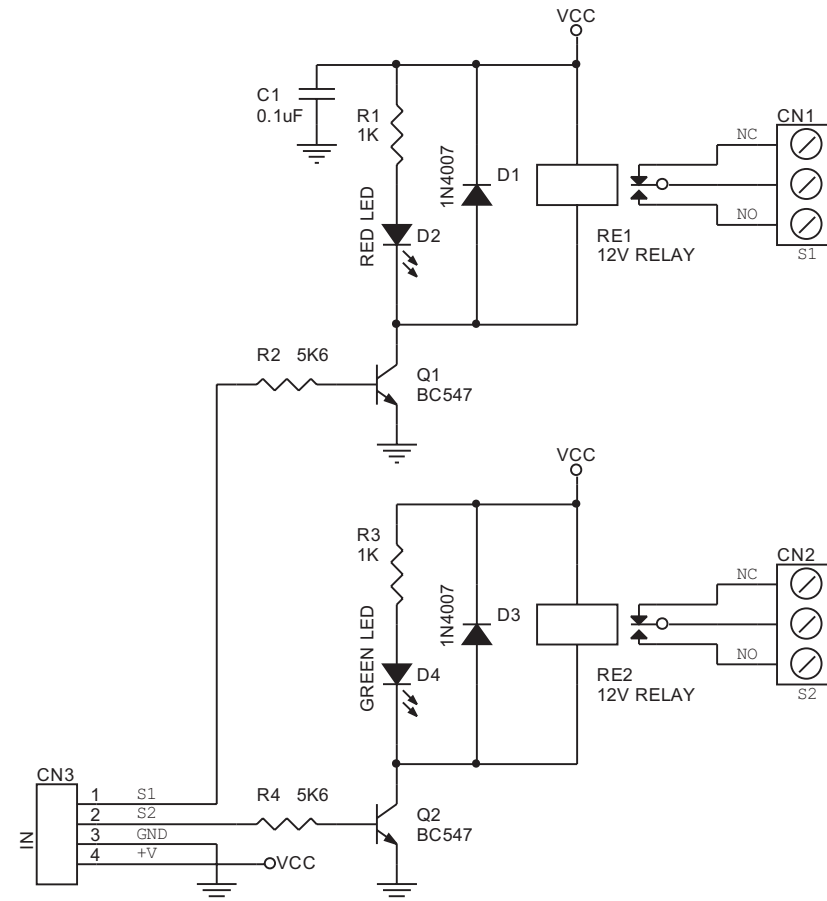 VCC
C1
0.1uF
R1
1K
RED LED
D2
1N4007
D1
RE1
12V RELAY
NC
NO
CN1
S1
R2 5K6
Q1
BC547
VCC
R3
1K
GREEN LED
D4
1N4007
D3
RE2
12V RELAY
NC
NO
CN2
S2
CN3
IN
1 S1
2 S2
3 GND
4 +V
VCC
R4 5K6
Q2
BC547